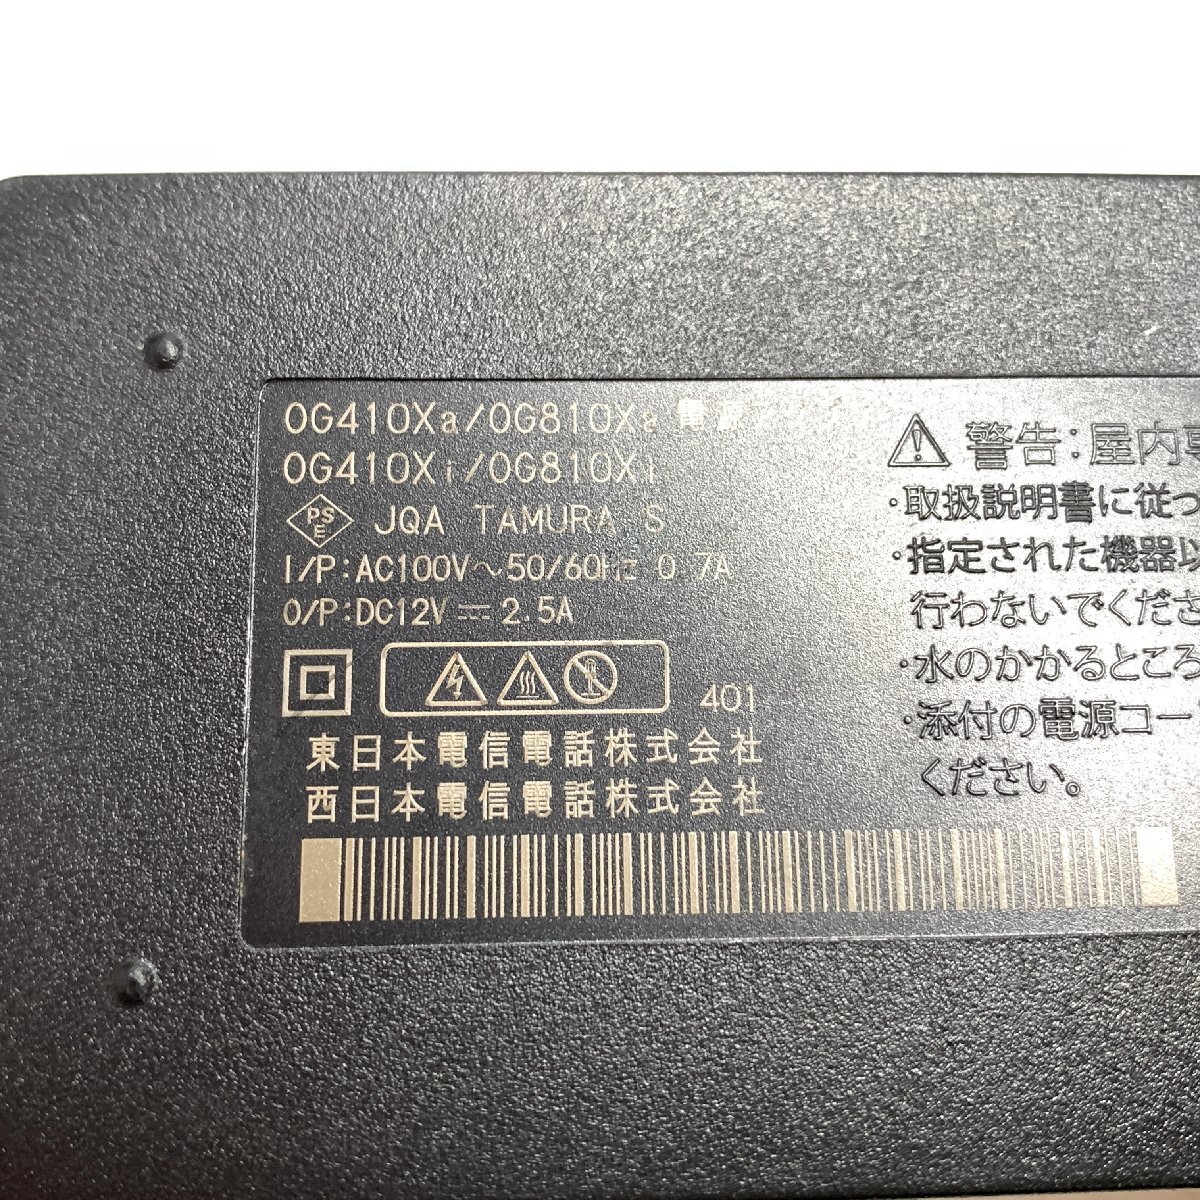 OG410Xa/OG810Xa 電源
OG410Xi/OG810Xi
PS
E
JQA TAMURA S
I/P:AC100V～50/60Hz 0.7A
O/P:DC12V⎓2.5A
401
東日本電信電話株式会社
西日本電信電話株式会社
警告:屋内専
・取扱説明書に従っ
・指定された機器以
行わないでくださ
・水のかかるところ
・添付の電源コー
ください。